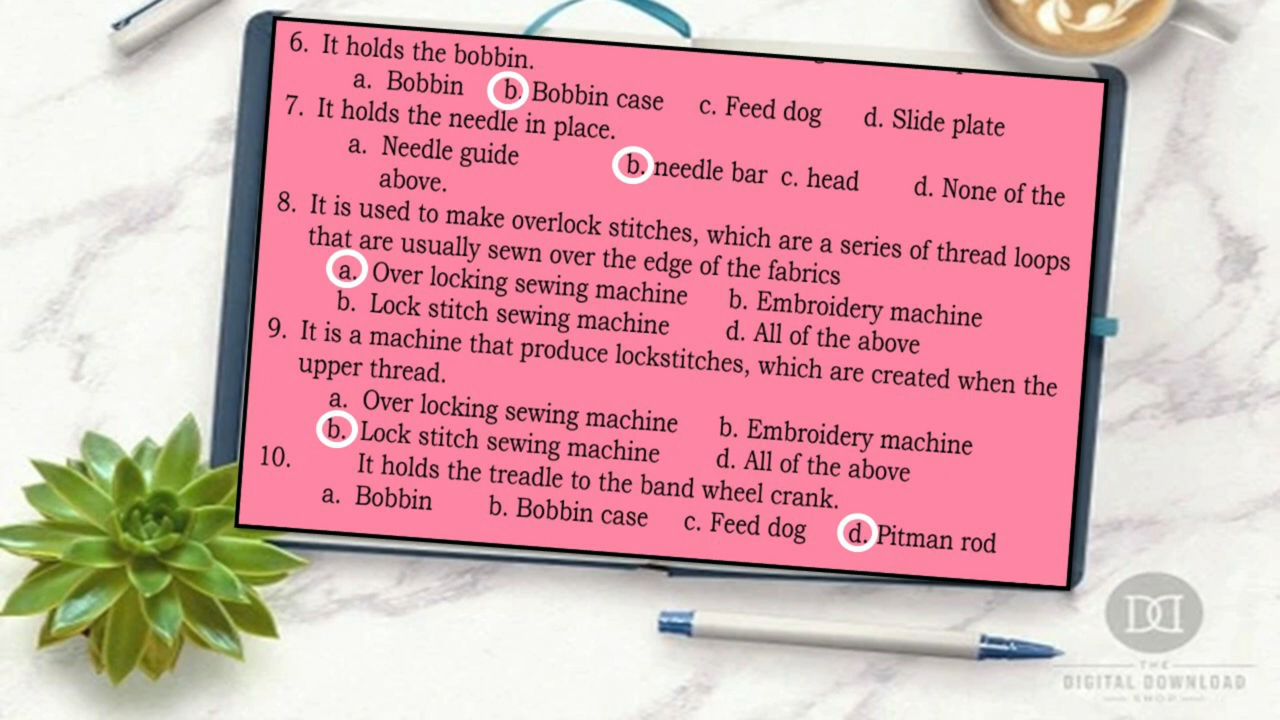 6. It holds the bobbin.
a. Bobbin b. Bobbin case c. Feed dog d. Slide plate
7. It holds the needle in place.
a. Needle guide b. needle bar c. head d. None of the
above.
8. It is used to make overlock stitches, which are a series of thread loops
that are usually sewn over the edge of the fabrics
a. Over locking sewing machine b. Embroidery machine
b. Lock stitch sewing machine d. All of the above
9. It is a machine that produce lockstitches, which are created when the
upper thread.
a. Over locking sewing machine b. Embroidery machine
b. Lock stitch sewing machine d. All of the above
10. It holds the treadle to the band wheel crank.
a. Bobbin b. Bobbin case c. Feed dog d. Pitman rod
THE
DIGITAL DOWNLOAD
SHOP